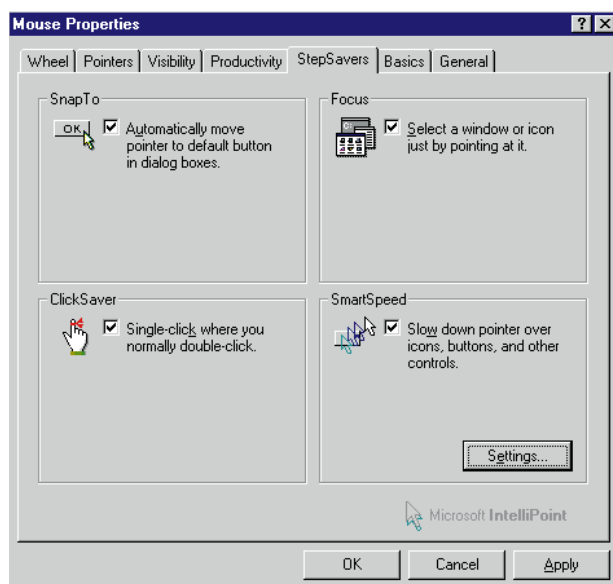 Mouse Properties
Wheel Pointers Visibility Productivity StepSavers Basics General
SnapTo
OK
Automatically move
pointer to default button
in dialog boxes.
Focus
Select a window or icon
just by pointing at it.
ClickSaver
Single-click where you
normally double-click.
SmartSpeed
Slow down pointer over
icons, buttons, and other
controls.
Settings...
Microsoft IntelliPoint
OK Cancel Apply